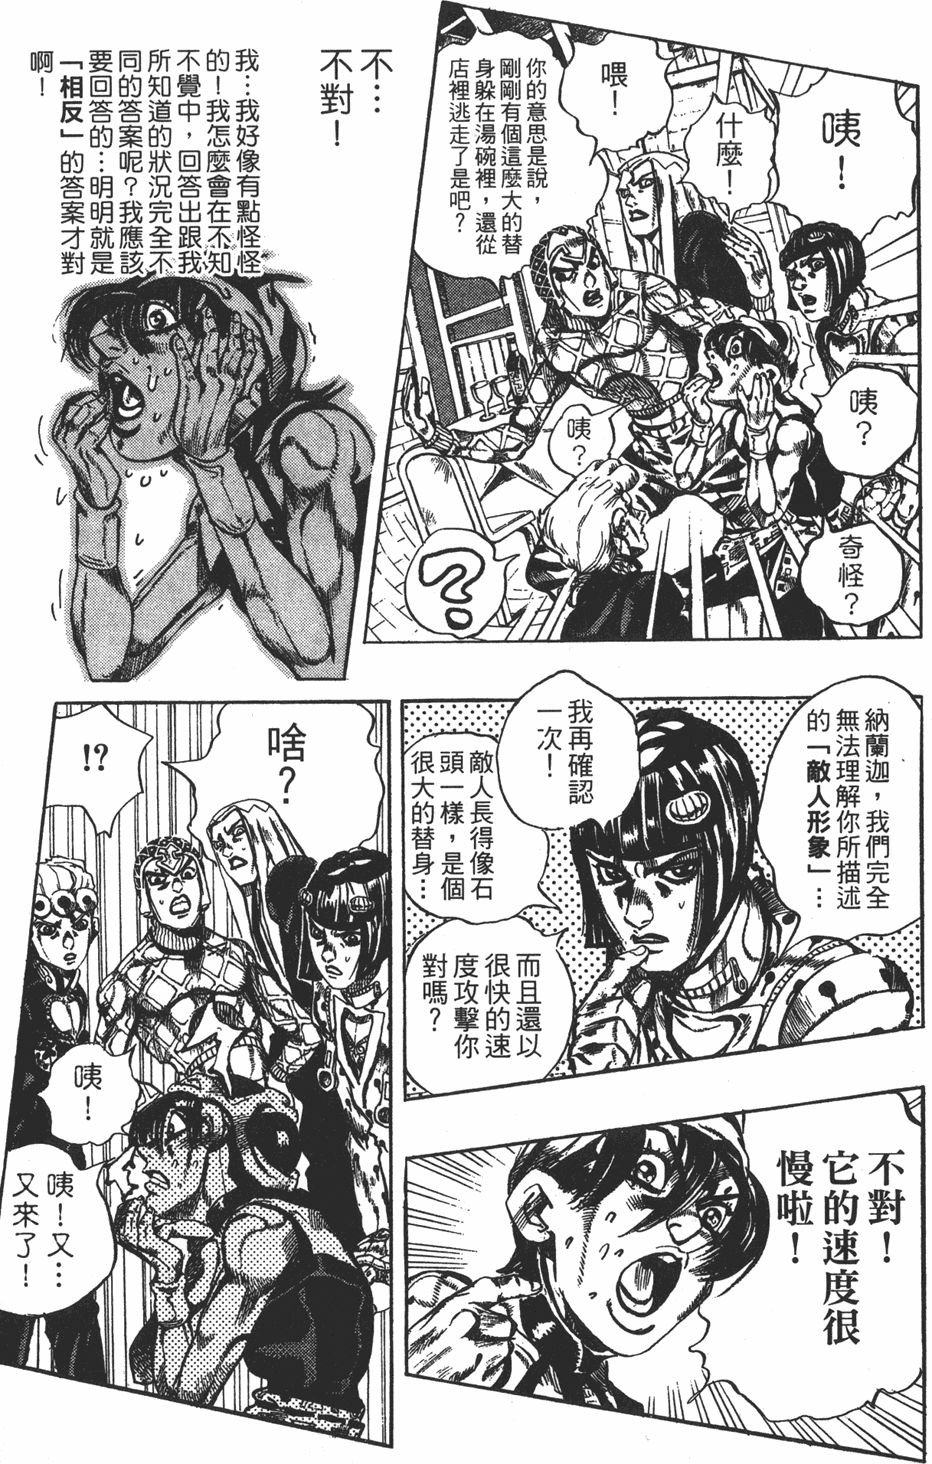 咦！
什麼！
喂！
你的意思是說，
剛剛有個這麼大的替
身躲在湯碗裡，還從
店裡逃走了是吧？
咦？
咦？
奇怪？
?
不…
不對！
我…我好像有點怪怪
的！我怎麼會在不知
不覺中，回答出跟我
所知道的狀況完全不
同的答案呢？我應該
要回答的…明明就是
「相反」的答案才對
啊！
納蘭迦，我們完全
無法理解你所描述
的「敵人形象」…
我再確認
一次！
敵人長得像石
頭一樣，是個
很大的替身…
而且還以
很快的速
度攻擊你
對嗎？
不對！
它的速度很
慢啦！
啥？
!?
咦！
咦！又…
又來了！